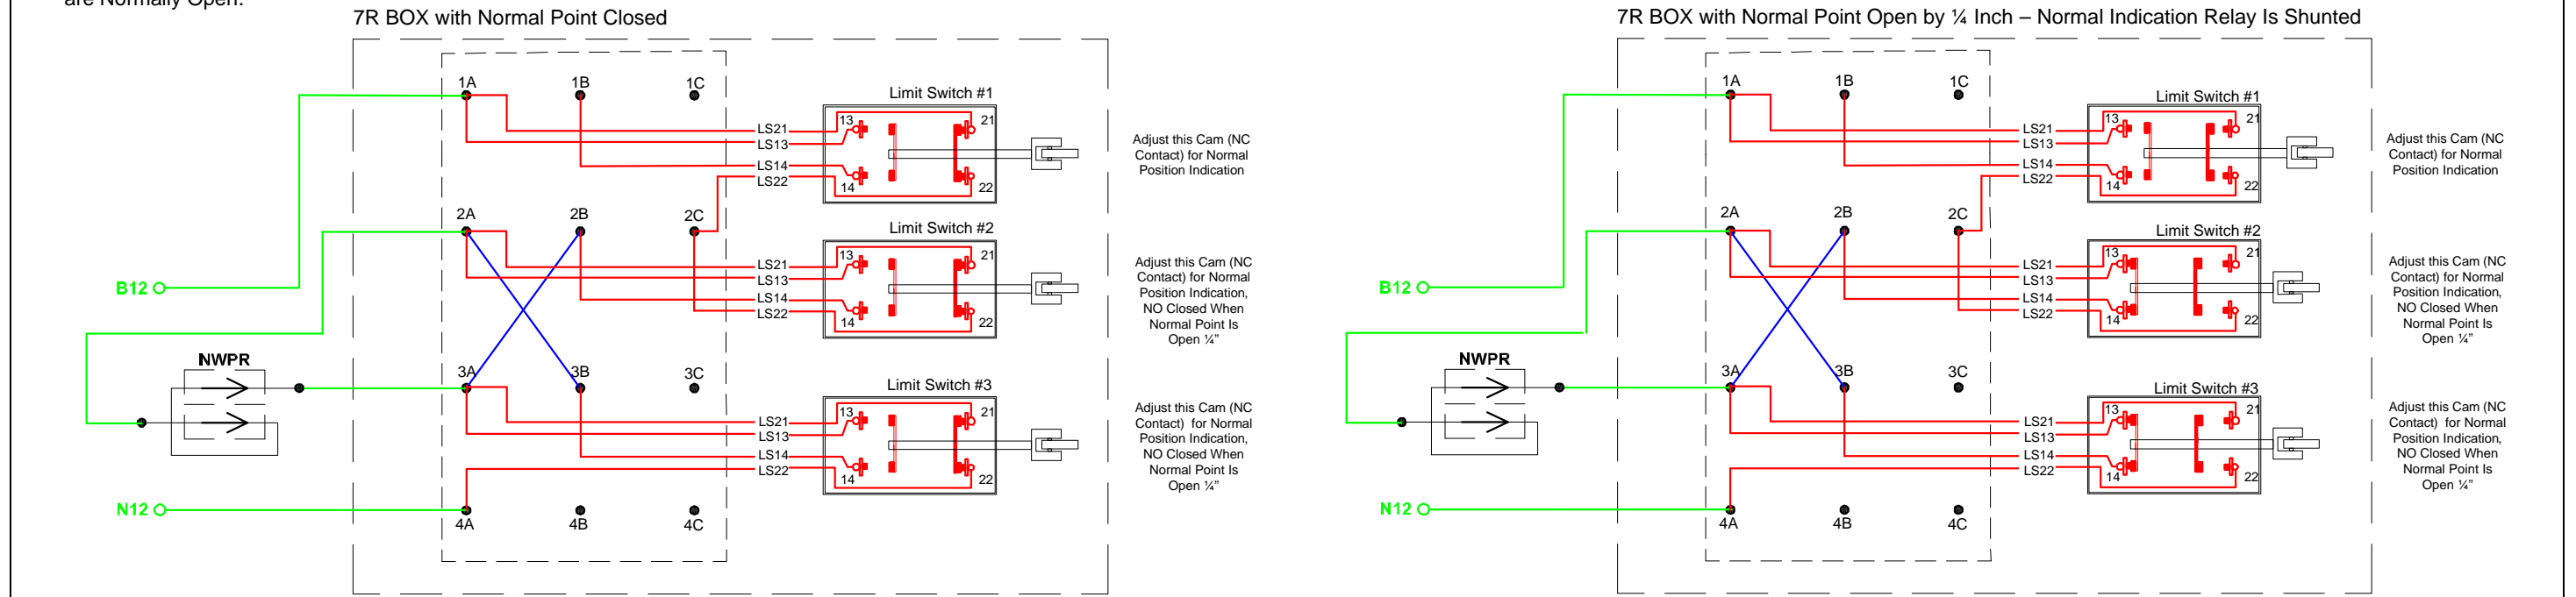 are Normally Open.
7R BOX with Normal Point Closed
1A 1B 1C
Limit Switch #1
13 21
LS21
LS13
LS14
LS22
14 22
Adjust this Cam (NC
Contact) for Normal
Position Indication
2A 2B 2C
Limit Switch #2
13 21
LS21
LS13
LS14
LS22
14 22
Adjust this Cam (NC
Contact) for Normal
Position Indication,
NO Closed When
Normal Point Is
Open ¼”
B12
NWPR
3A 3B 3C
Limit Switch #3
13 21
LS21
LS13
LS14
LS22
14 22
Adjust this Cam (NC
Contact) for Normal
Position Indication,
NO Closed When
Normal Point Is
Open ¼”
N12
4A 4B 4C
7R BOX with Normal Point Open by ¼ Inch – Normal Indication Relay Is Shunted
1A 1B 1C
Limit Switch #1
13 21
LS21
LS13
LS14
LS22
14 22
Adjust this Cam (NC
Contact) for Normal
Position Indication
2A 2B 2C
Limit Switch #2
13 21
LS21
LS13
LS14
LS22
14 22
Adjust this Cam (NC
Contact) for Normal
Position Indication,
NO Closed When
Normal Point Is
Open ¼”
B12
NWPR
3A 3B 3C
Limit Switch #3
13 21
LS21
LS13
LS14
LS22
14 22
Adjust this Cam (NC
Contact) for Normal
Position Indication,
NO Closed When
Normal Point Is
Open ¼”
N12
4A 4B 4C